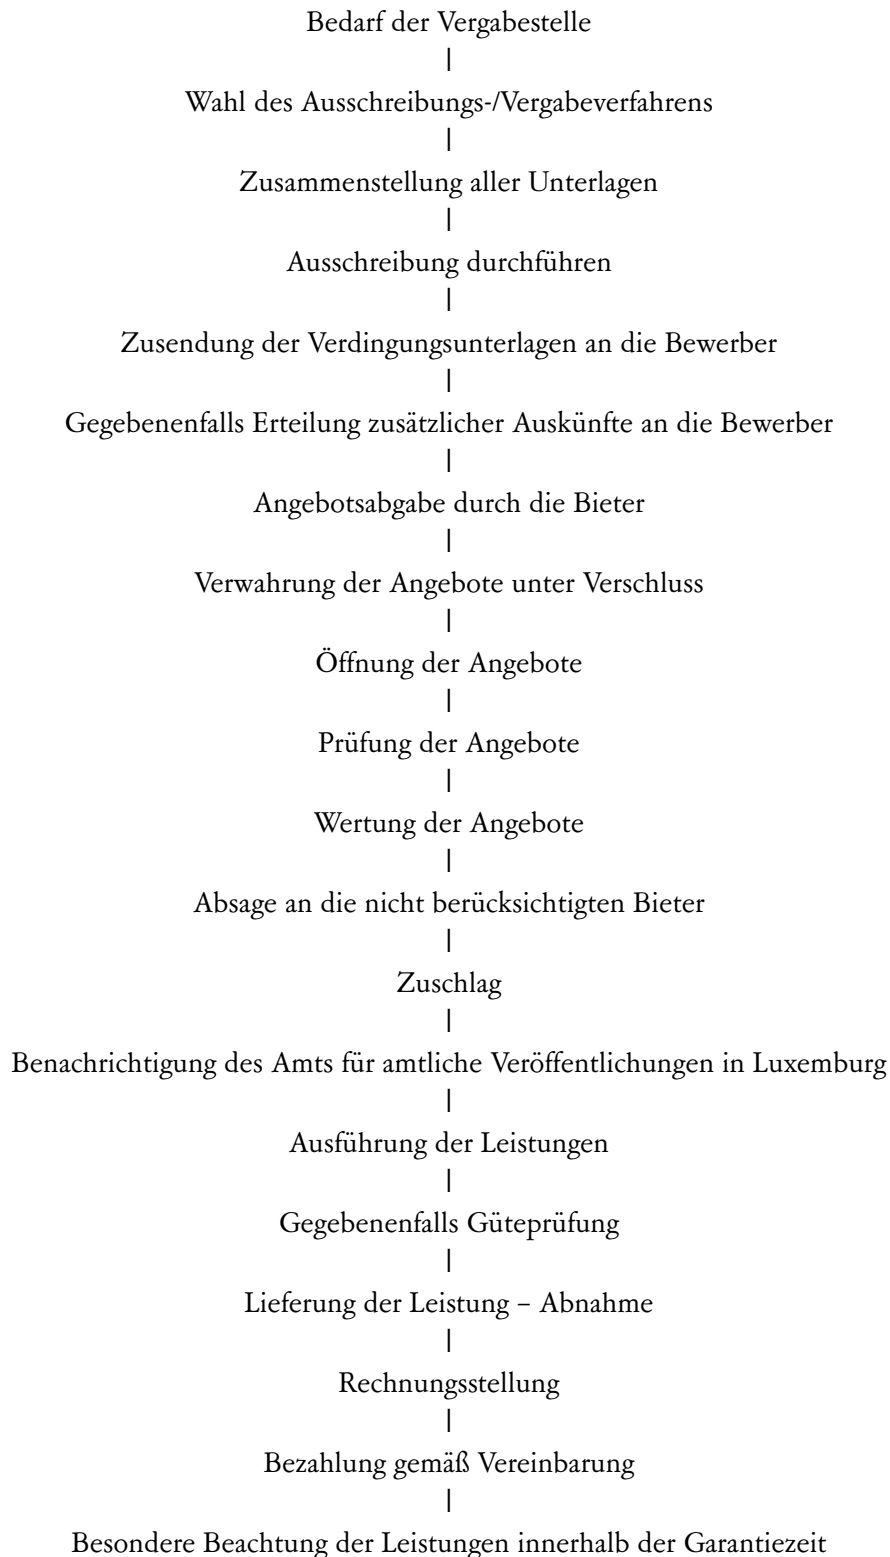 Bedarf der Vergabestelle
|
Wahl des Ausschreibungs-/Vergabeverfahrens
|
Zusammenstellung aller Unterlagen
|
Ausschreibung durchführen
|
Zusendung der Verdingungsunterlagen an die Bewerber
|
Gegebenenfalls Erteilung zusätzlicher Auskünfte an die Bewerber
|
Angebotsabgabe durch die Bieter
|
Verwahrung der Angebote unter Verschluss
|
Öffnung der Angebote
|
Prüfung der Angebote
|
Wertung der Angebote
|
Absage an die nicht berücksichtigten Bieter
|
Zuschlag
|
Benachrichtigung des Amts für amtliche Veröffentlichungen in Luxemburg
|
Ausführung der Leistungen
|
Gegebenenfalls Güteprüfung
|
Lieferung der Leistung – Abnahme
|
Rechnungsstellung
|
Bezahlung gemäß Vereinbarung
|
Besondere Beachtung der Leistungen innerhalb der Garantiezeit